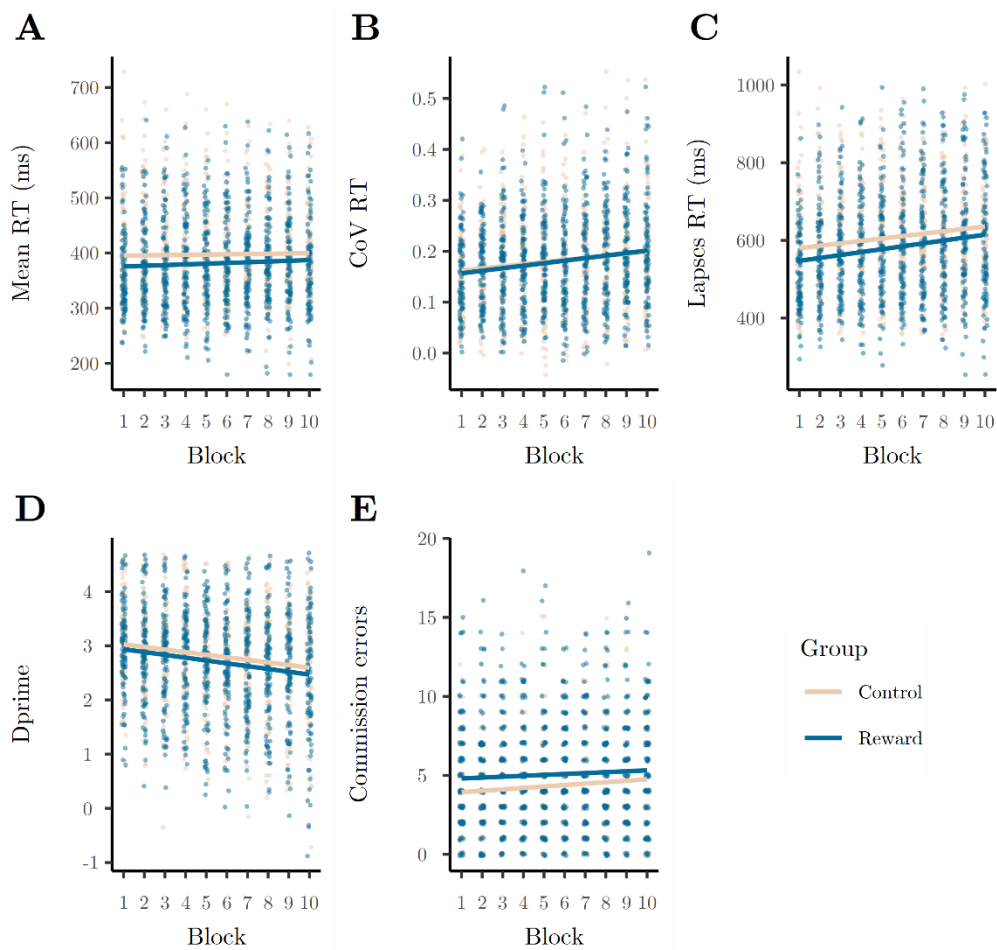 A
Mean RT (ms)
700
600
500
400
300
200
1 2 3 4 5 6 7 8 9 10
Block
B
CoV RT
0.5
0.4
0.3
0.2
0.1
0.0
1 2 3 4 5 6 7 8 9 10
Block
C
Lapses RT (ms)
1000
800
600
400
1 2 3 4 5 6 7 8 9 10
Block
D
Dprime
4
3
2
1
0
-1
1 2 3 4 5 6 7 8 9 10
Block
E
Commission errors
20
15
10
5
0
1 2 3 4 5 6 7 8 9 10
Block
Group
Control
Reward